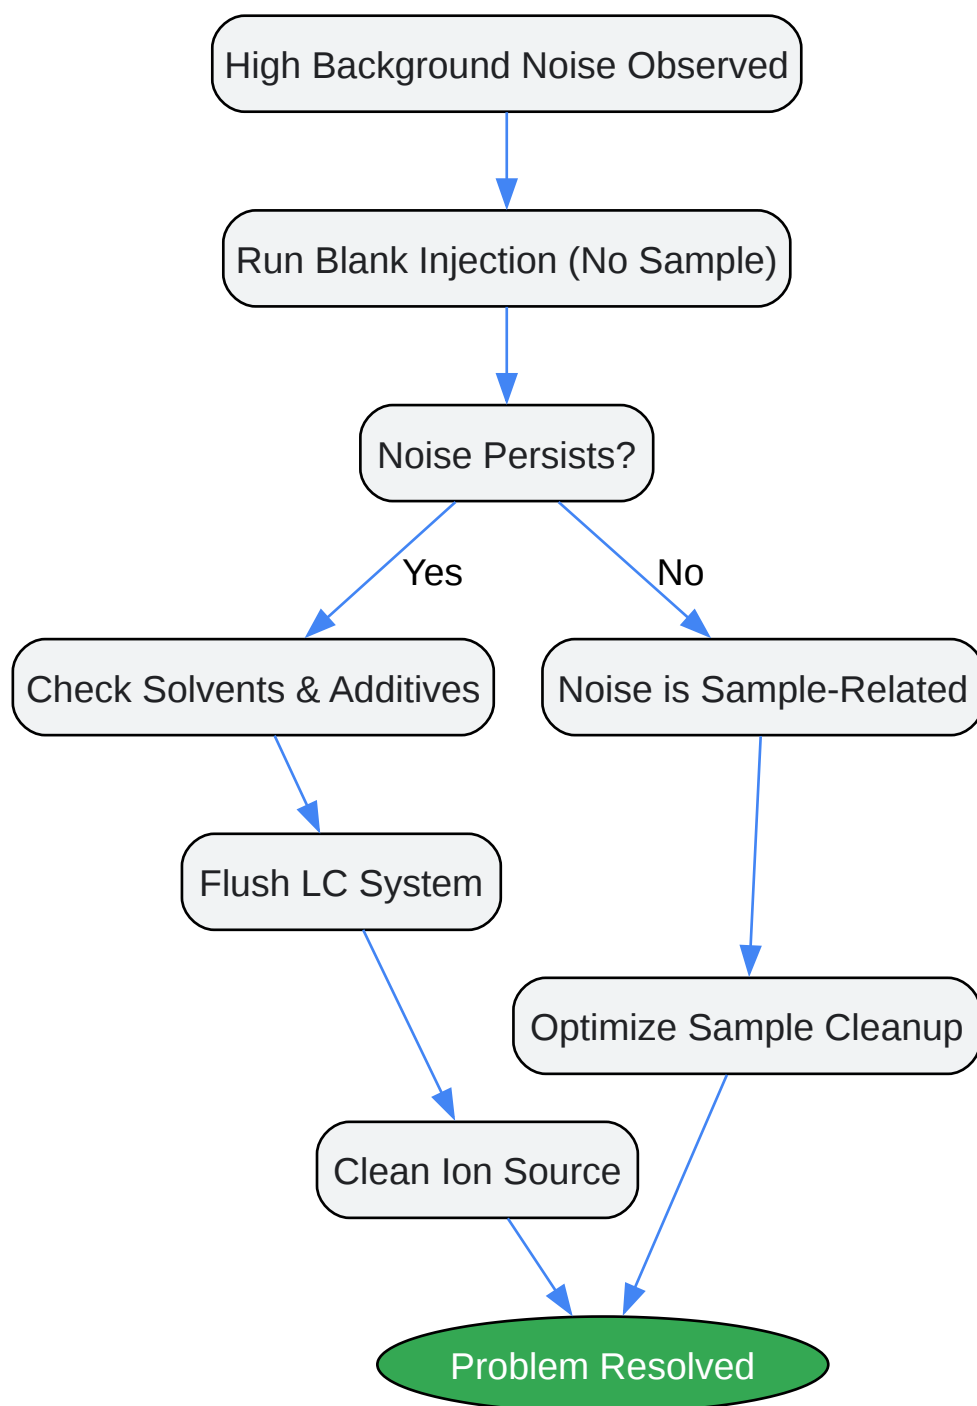 High Background Noise Observed
Run Blank Injection (No Sample)
Noise Persists?
Yes
No
Check Solvents & Additives
Noise is Sample-Related
Flush LC System
Optimize Sample Cleanup
Clean Ion Source
Problem Resolved